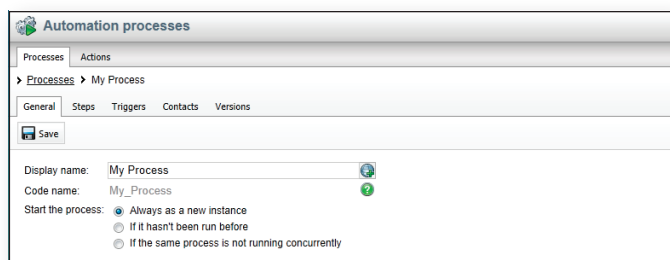 Automation processes
Processes Actions
> Processes > My Process
General Steps Triggers Contacts Versions
Save
Display name: My Process
Code name: My_Process
Start the process: Always as a new instance
If it hasn't been run before
If the same process is not running concurrently